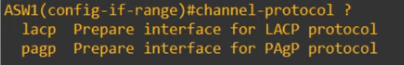 ASW1(config-if-range)#channel-protocol ?
  lacp  Prepare interface for LACP protocol
  pagp  Prepare interface for PAgP protocol